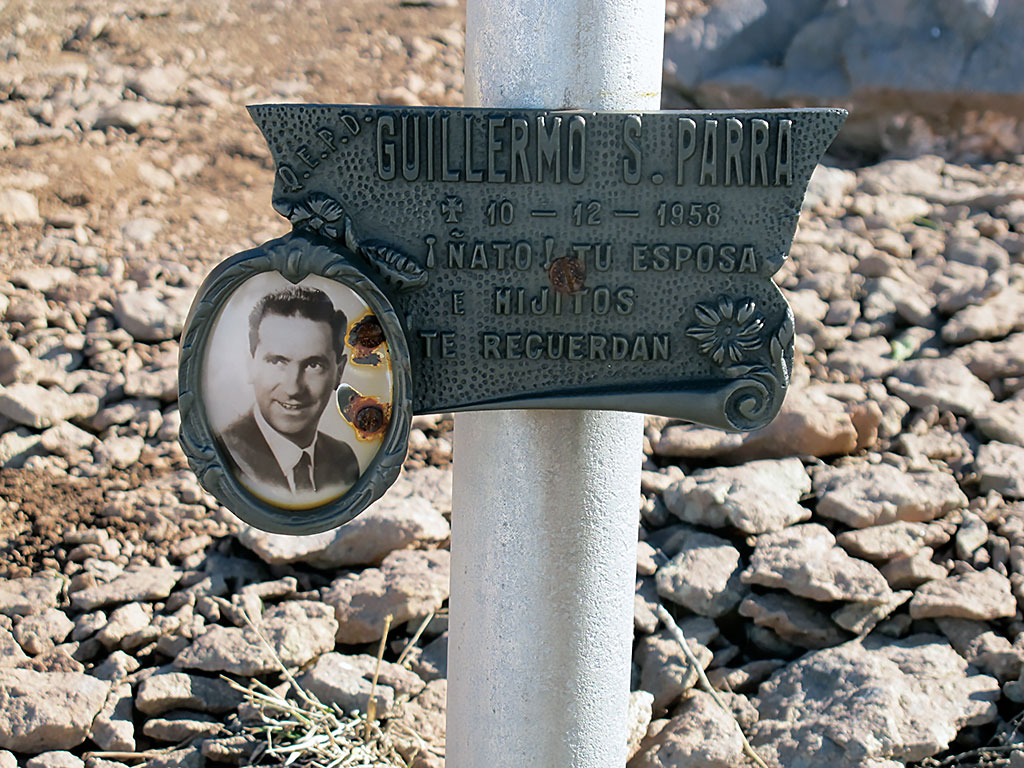 Q.E.P.D. GUILLERMO S. PARRA
✝ 10 - 12 - 1958
¡ÑATO! TU ESPOSA
E HIJITOS
TE RECUERDAN